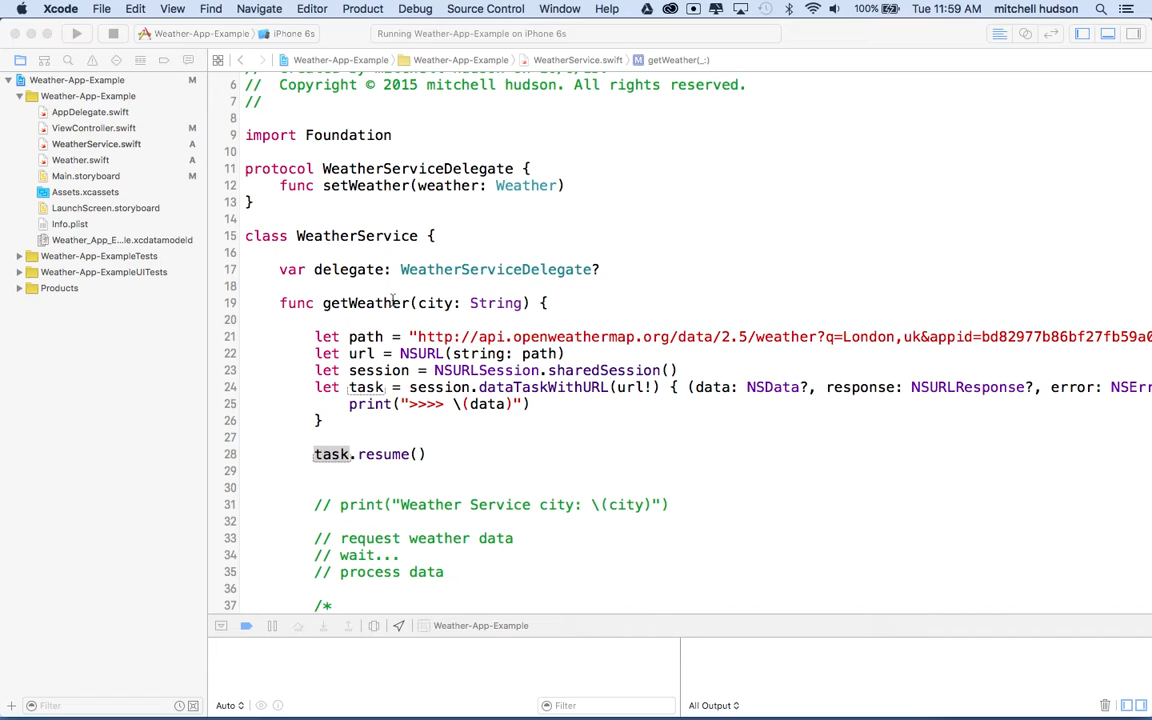 Xcode File Edit View Find Navigate Editor Product Debug Source Control Window Help 100% Tue 11:59 AM mitchell hudson
Weather-App-Example iPhone 6s Running Weather-App-Example on iPhone 6s
Weather-App-Example Weather-App-Example WeatherService.swift M getWeather(_:)
Weather-App-Example M
Weather-App-Example
AppDelegate.swift
ViewController.swift M
WeatherService.swift A
Weather.swift A
Main.storyboard M
Assets.xcassets
LaunchScreen.storyboard
Info.plist
Weather_App_E...le.xcdatamodeld
Weather-App-ExampleTests
Weather-App-ExampleUITests
Products
6 // Copyright © 2015 mitchell hudson. All rights reserved.
7 //
8
9 import Foundation
10
11 protocol WeatherServiceDelegate {
12 func setWeather(weather: Weather)
13 }
14
15 class WeatherService {
16
17 var delegate: WeatherServiceDelegate?
18
19 func getWeather(city: String) {
20
21 let path = "http://api.openweathermap.org/data/2.5/weather?q=London,uk&appid=bd82977b86bf27fb59a0
22 let url = NSURL(string: path)
23 let session = NSURLSession.sharedSession()
24 let task = session.dataTaskWithURL(url!) { (data: NSData?, response: NSURLResponse?, error: NSErr
25 print(">>>> \(data)")
26 }
27
28 task.resume()
29
30
31 // print("Weather Service city: \(city)")
32
33 // request weather data
34 // wait...
35 // process data
36
37 /*
Weather-App-Example
Filter Auto Filter All Output